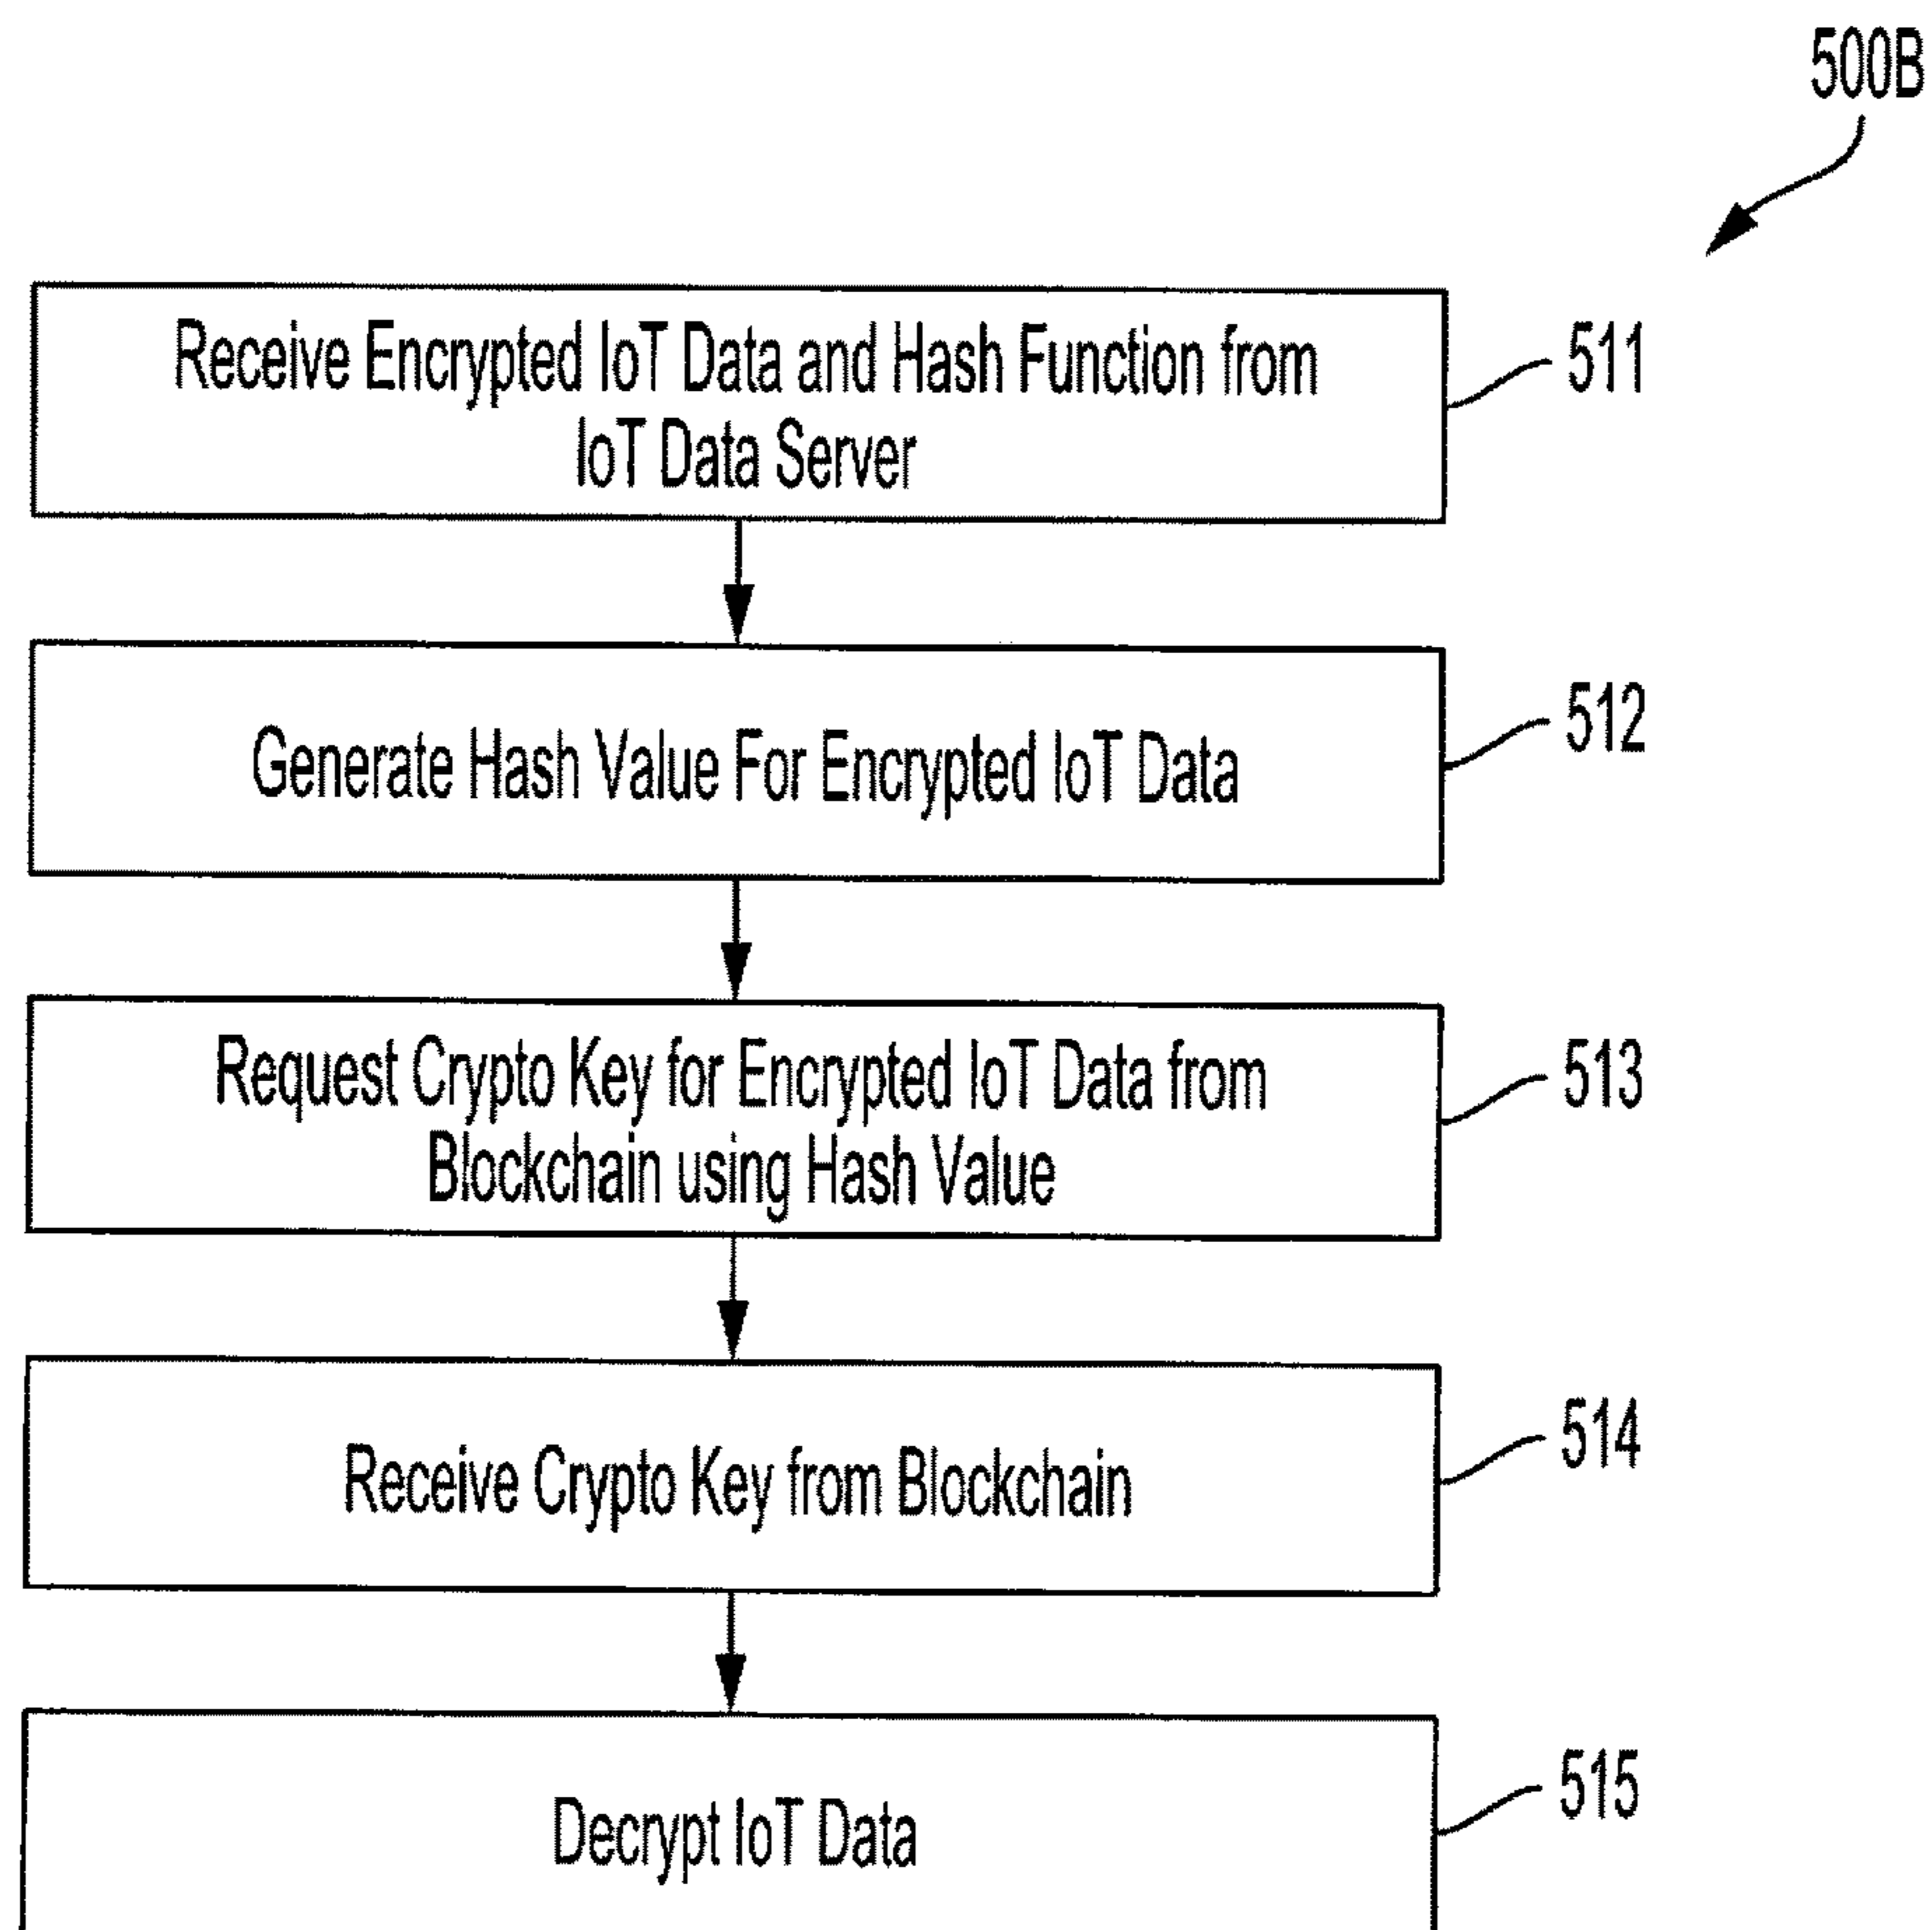 500B
Receive Encrypted IoT Data and Hash Function from
IoT Data Server
511
Generate Hash Value For Encrypted IoT Data
512
Request Crypto Key for Encrypted IoT Data from
Blockchain using Hash Value
513
Receive Crypto Key from Blockchain
514
Decrypt IoT Data
515